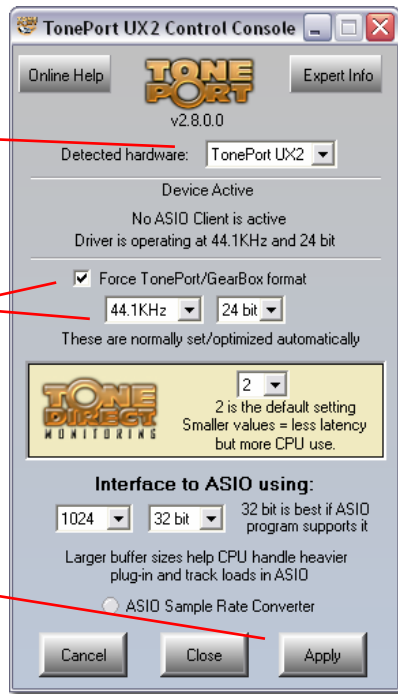 TonePort UX2 Control Console
Online Help
TONE
PORT
Expert Info
v2.8.0.0
Detected hardware: TonePort UX2
Device Active
No ASIO Client is active
Driver is operating at 44.1KHz and 24 bit
Force TonePort/GearBox format
44.1KHz 24 bit
These are normally set/optimized automatically
TONE
DIRECT
MONITORING
2
2 is the default setting
Smaller values = less latency
but more CPU use.
Interface to ASIO using:
1024 32 bit
32 bit is best if ASIO
program supports it
Larger buffer sizes help CPU handle heavier
plug-in and track loads in ASIO
ASIO Sample Rate Converter
Cancel Close Apply